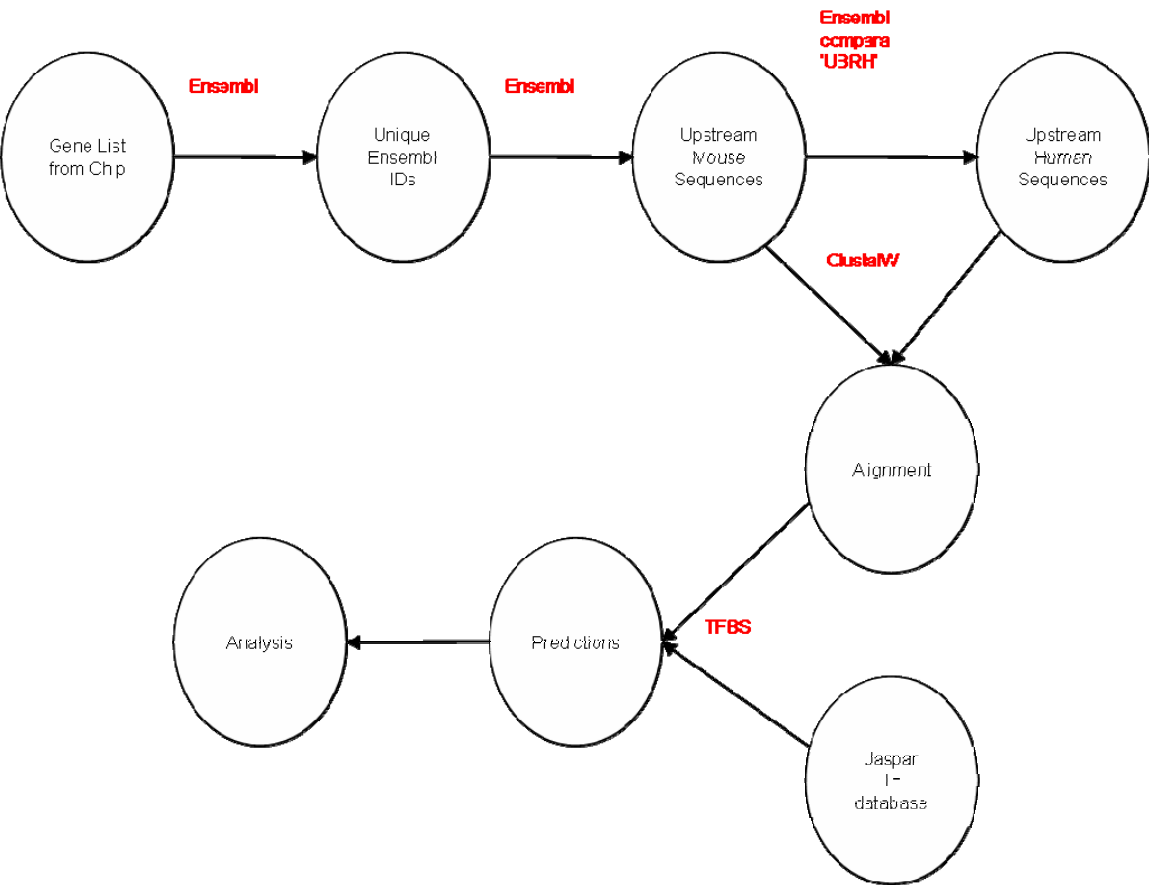 Ensembl
compara
'UBRH'
Ensembl
Ensembl
Gene List
from Chip
Unique
Ensembl
IDs
Upstream
Mouse
Sequences
Upstream
Human
Sequences
ClustalW
Alignment
TFBS
Analysis
Predictions
Jaspar
database